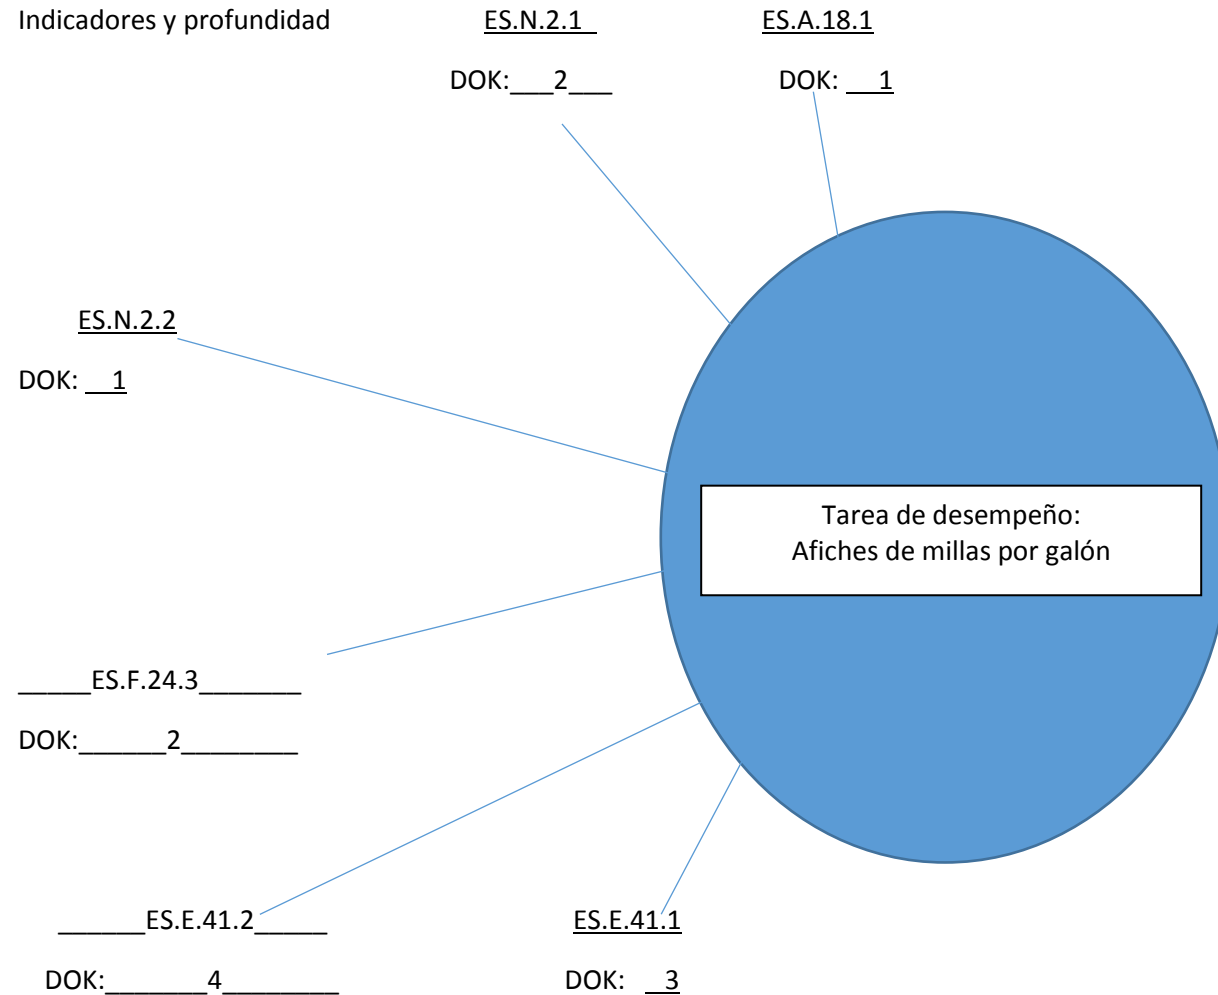 Indicadores y profundidad ES.N.2.1 ES.A.18.1
DOK:___2___ DOK: __1
ES.N.2.2
DOK: __1
Tarea de desempeño:
Afiches de millas por galón
_____ES.F.24.3_______
DOK:______2________
______ES.E.41.2_____ ES.E.41.1
DOK:_______4________ DOK: __3